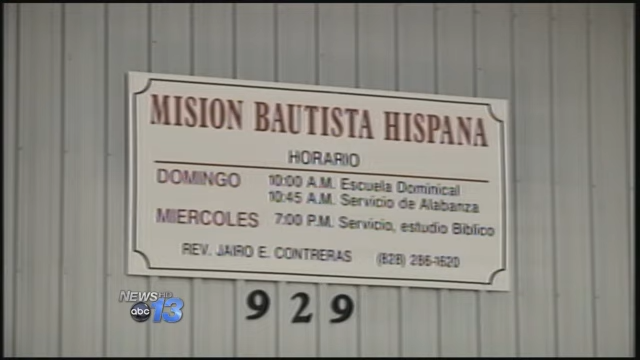 MISION BAUTISTA HISPANA
HORARIO
DOMINGO 10:00 A.M. Escuela Dominical
10:45 A.M. Servicio de Alabanza
MIERCOLES 7:00 P.M. Servicio, estudio Biblico
REV. JAIRO E. CONTRERAS (828) 286-1620
929
NEWS
abc 13